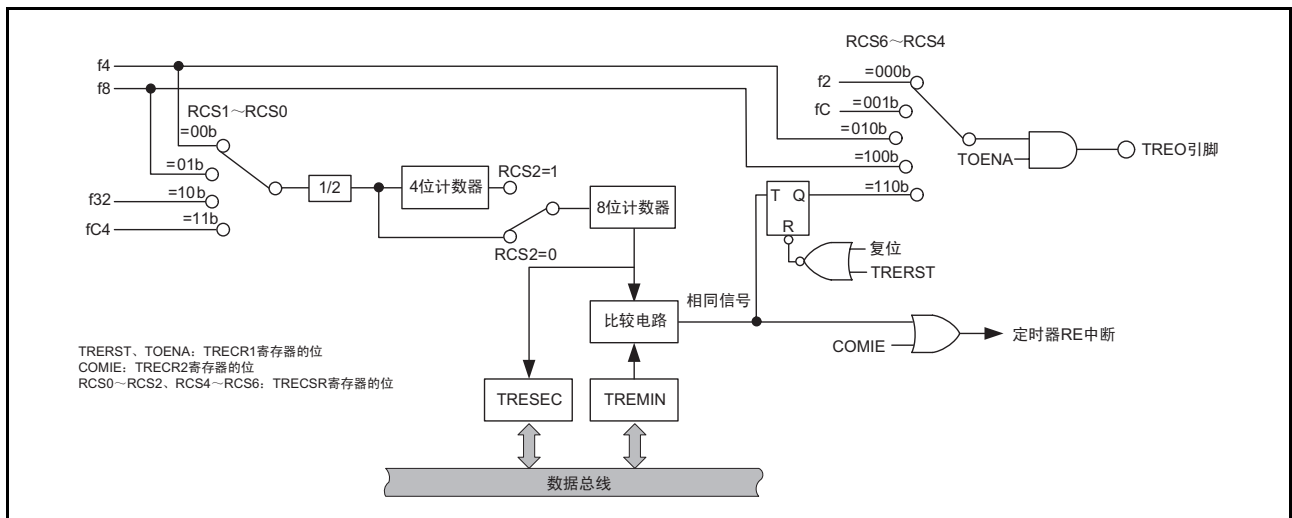 RCS6～RCS4
f4
f8
f2
=000b
fC
=001b
=010b
=100b
=110b
TOENA
TREO引脚
RCS1～RCS0
=00b
=01b
f32
=10b
fC4
=11b
1/2
4位计数器
RCS2=1
RCS2=0
8位计数器
T Q
R
复位
TRERST
比较电路
相同信号
COMIE
定时器RE中断
TRERST、TOENA：TRECR1寄存器的位
COMIE：TRECR2寄存器的位
RCS0～RCS2、RCS4～RCS6：TRECSR寄存器的位
TRESEC
TREMIN
数据总线